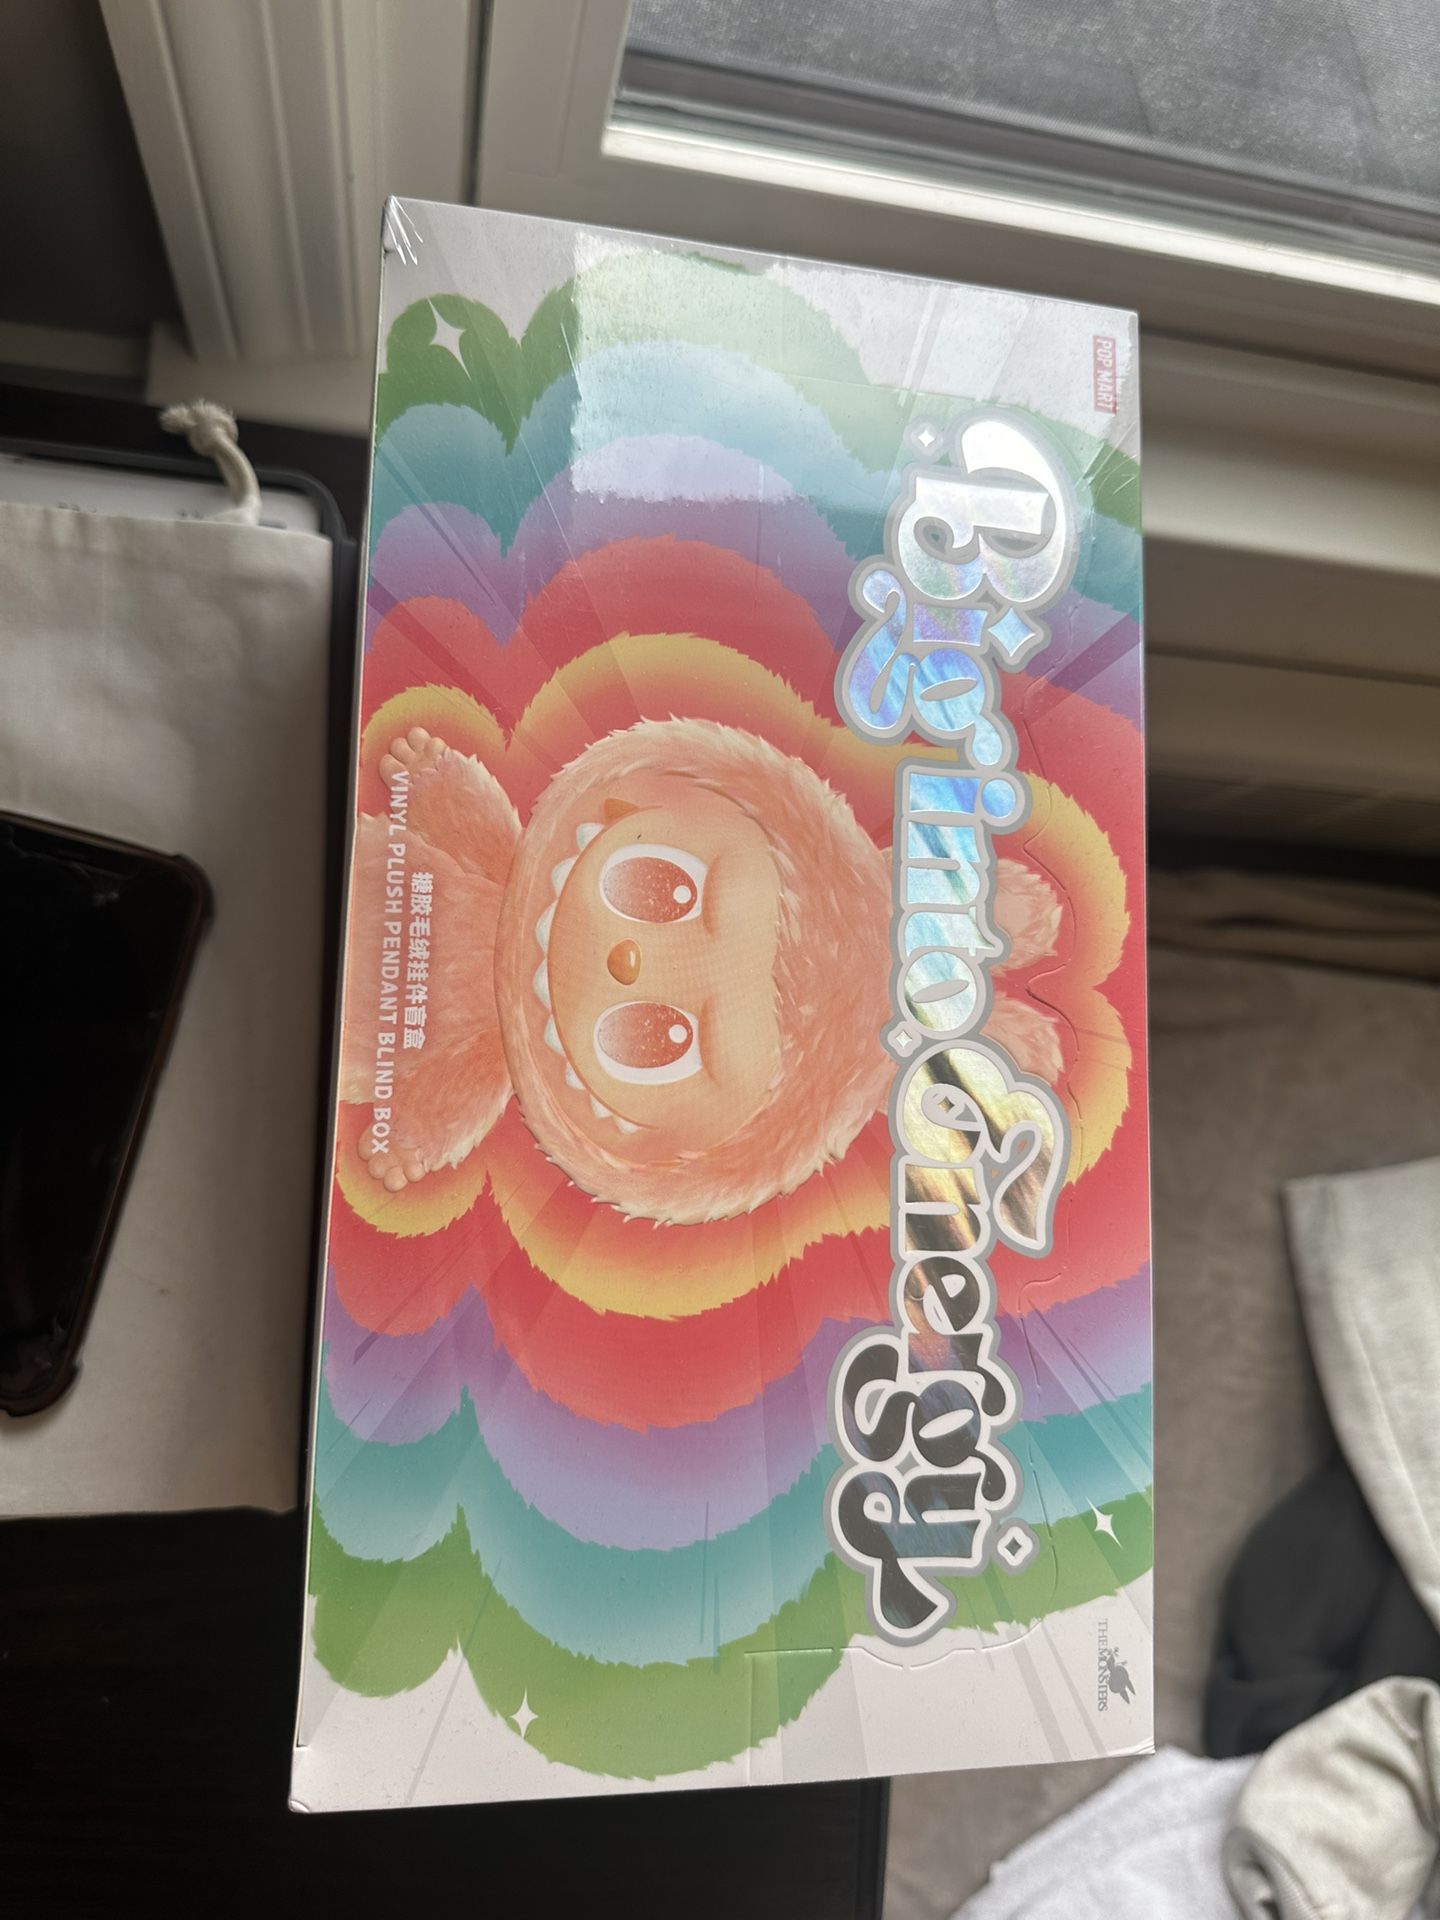 POP MART
THE MONSTERS
Big into Energy
搪胶毛绒挂件盲盒
VINYL PLUSH PENDANT BLIND BOX